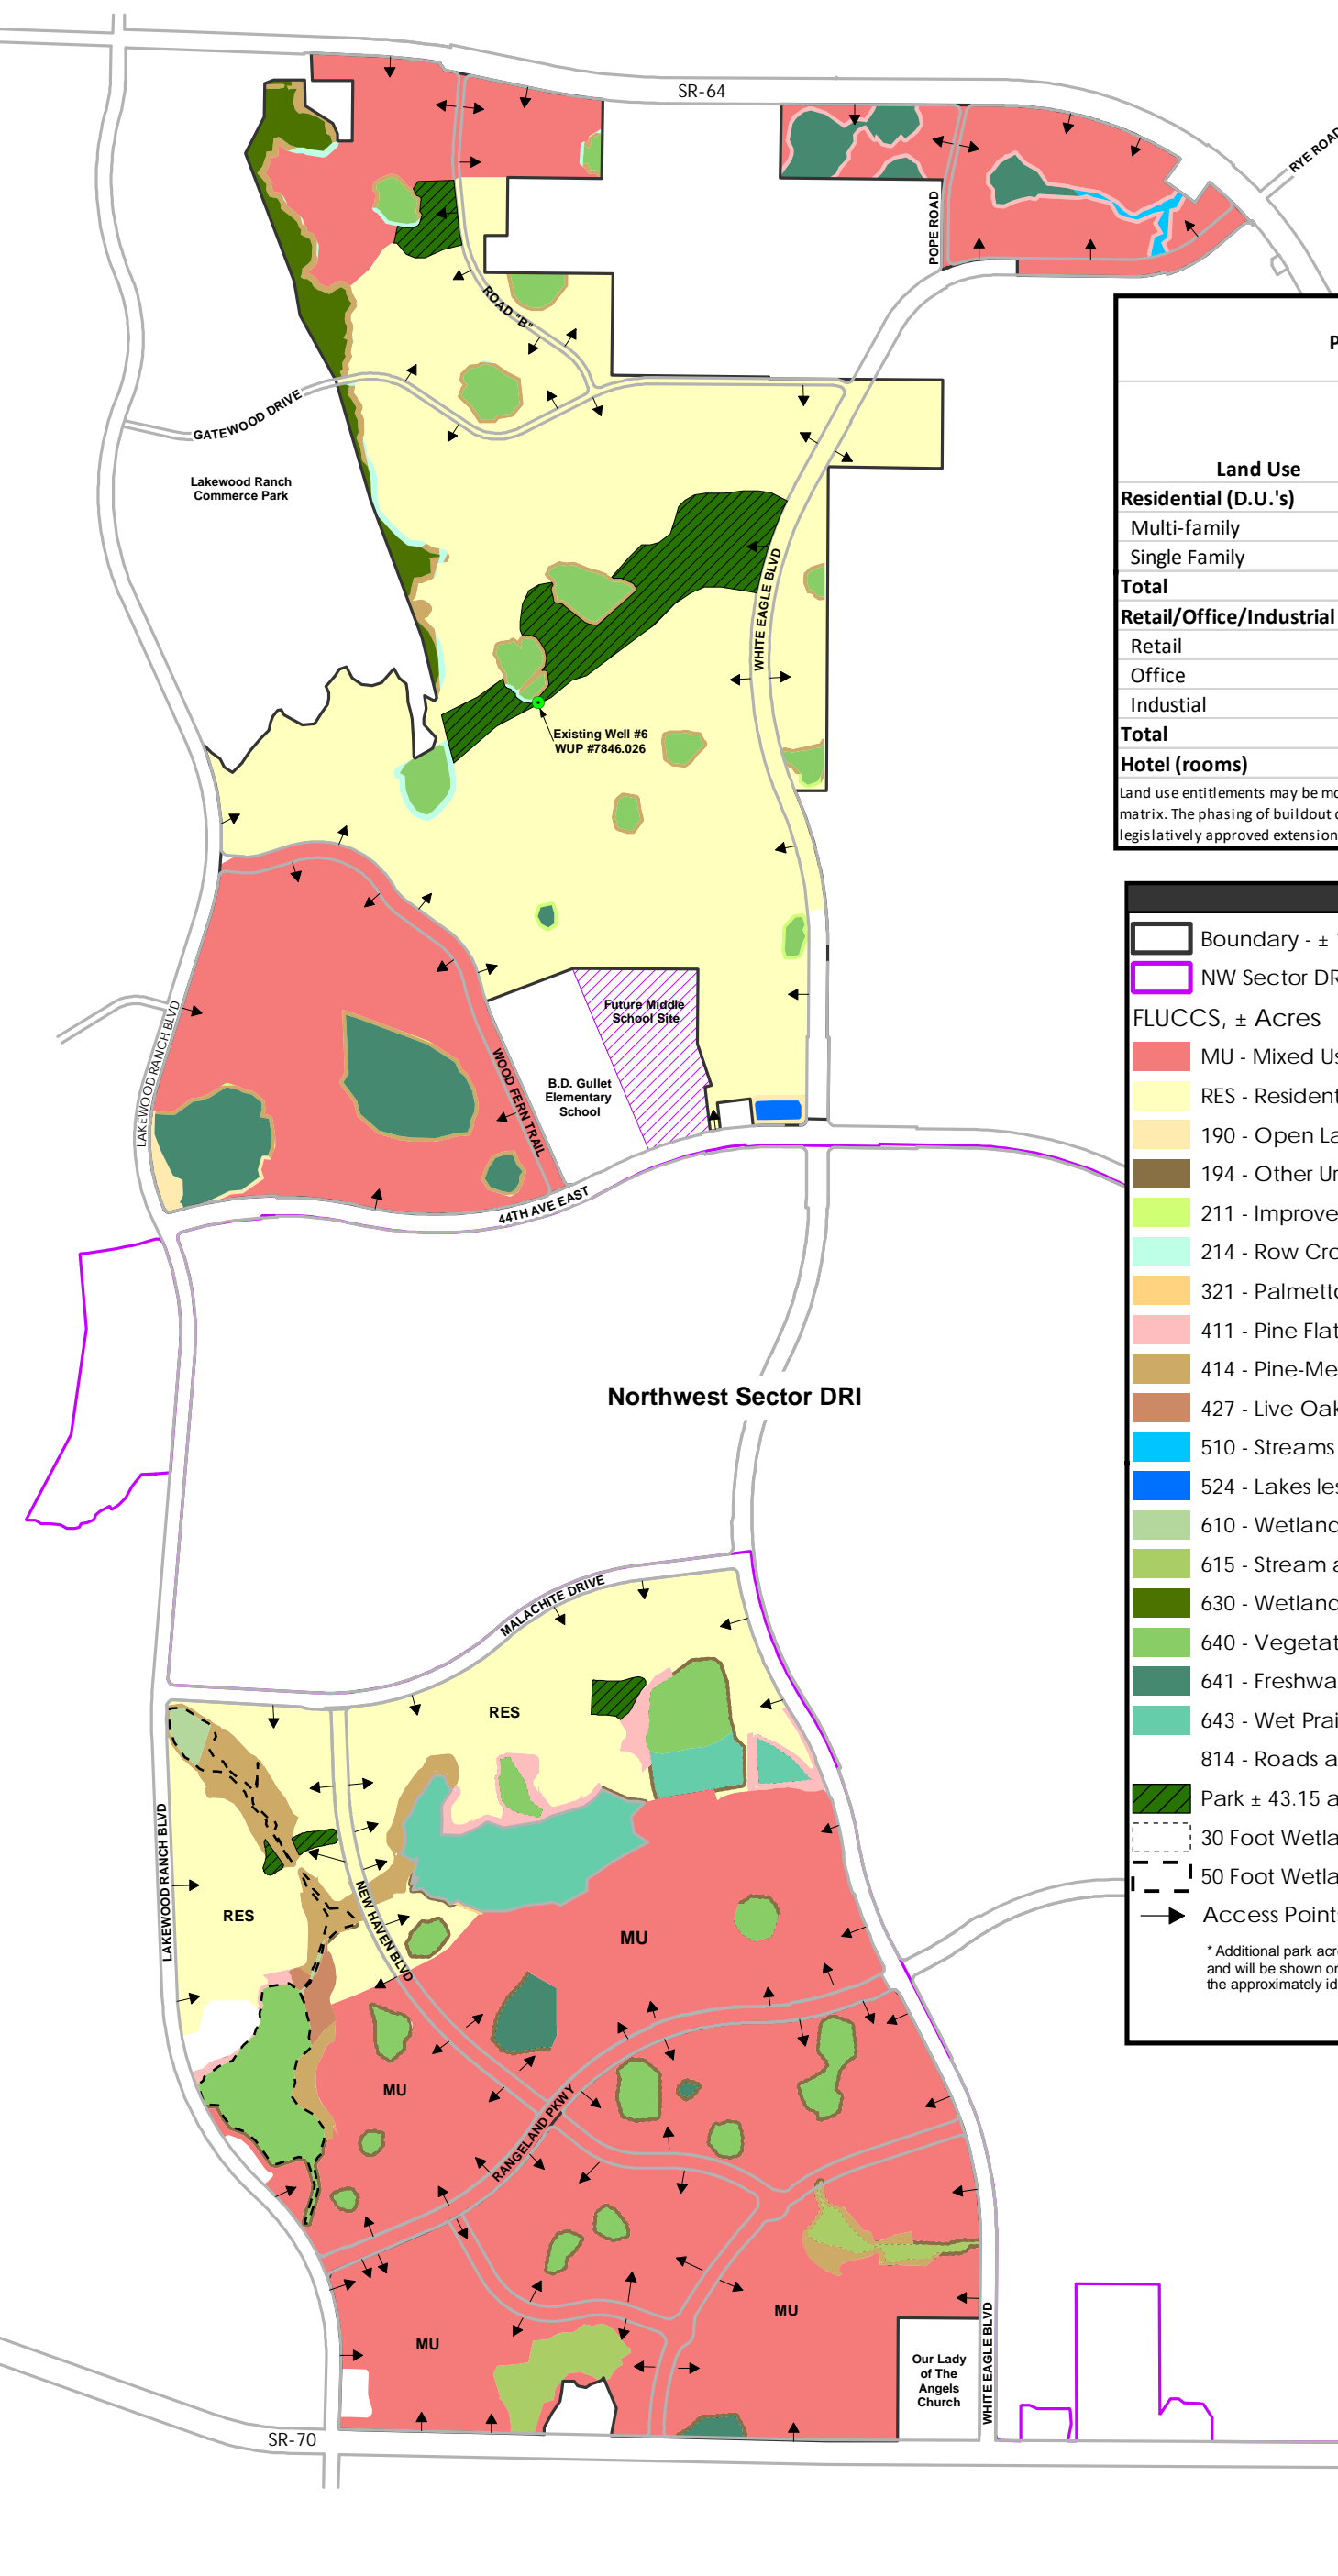 SR-64
RYE ROAD
POPE ROAD
ROAD "B"
GATEWOOD DRIVE
Lakewood Ranch
Commerce Park
WHITE EAGLE BLVD
Existing Well #6
WUP #7846.026
LAKEWOOD RANCH BLVD
WOOD FERN TRAIL
Future Middle
School Site
B.D. Gullet
Elementary
School
44TH AVE EAST
Northwest Sector DRI
MALACHITE DRIVE
RES
LAKEWOOD RANCH BLVD
RES
NEW HAVEN BLVD
MU
MU
RANGELAND PKWY
MU
MU
Our Lady
of The
Angels
Church
WHITE EAGLE BLVD
SR-70
P
Land Use
Residential (D.U.'s)
Multi-family
Single Family
Total
Retail/Office/Industrial
Retail
Office
Industial
Total
Hotel (rooms)
Land use entitlements may be mo
matrix. The phasing of buildout
legislatively approved extension
Boundary - ±
NW Sector DR
FLUCCS, ± Acres
MU - Mixed Us
RES - Resident
190 - Open La
194 - Other Un
211 - Improve
214 - Row Cro
321 - Palmetto
411 - Pine Flat
414 - Pine-Me
427 - Live Oak
510 - Streams
524 - Lakes les
610 - Wetland
615 - Stream a
630 - Wetland
640 - Vegetat
641 - Freshwa
643 - Wet Prai
814 - Roads a
Park ± 43.15 a
30 Foot Wetla
50 Foot Wetla
Access Point
* Additional park acr
and will be shown or
the approximately id